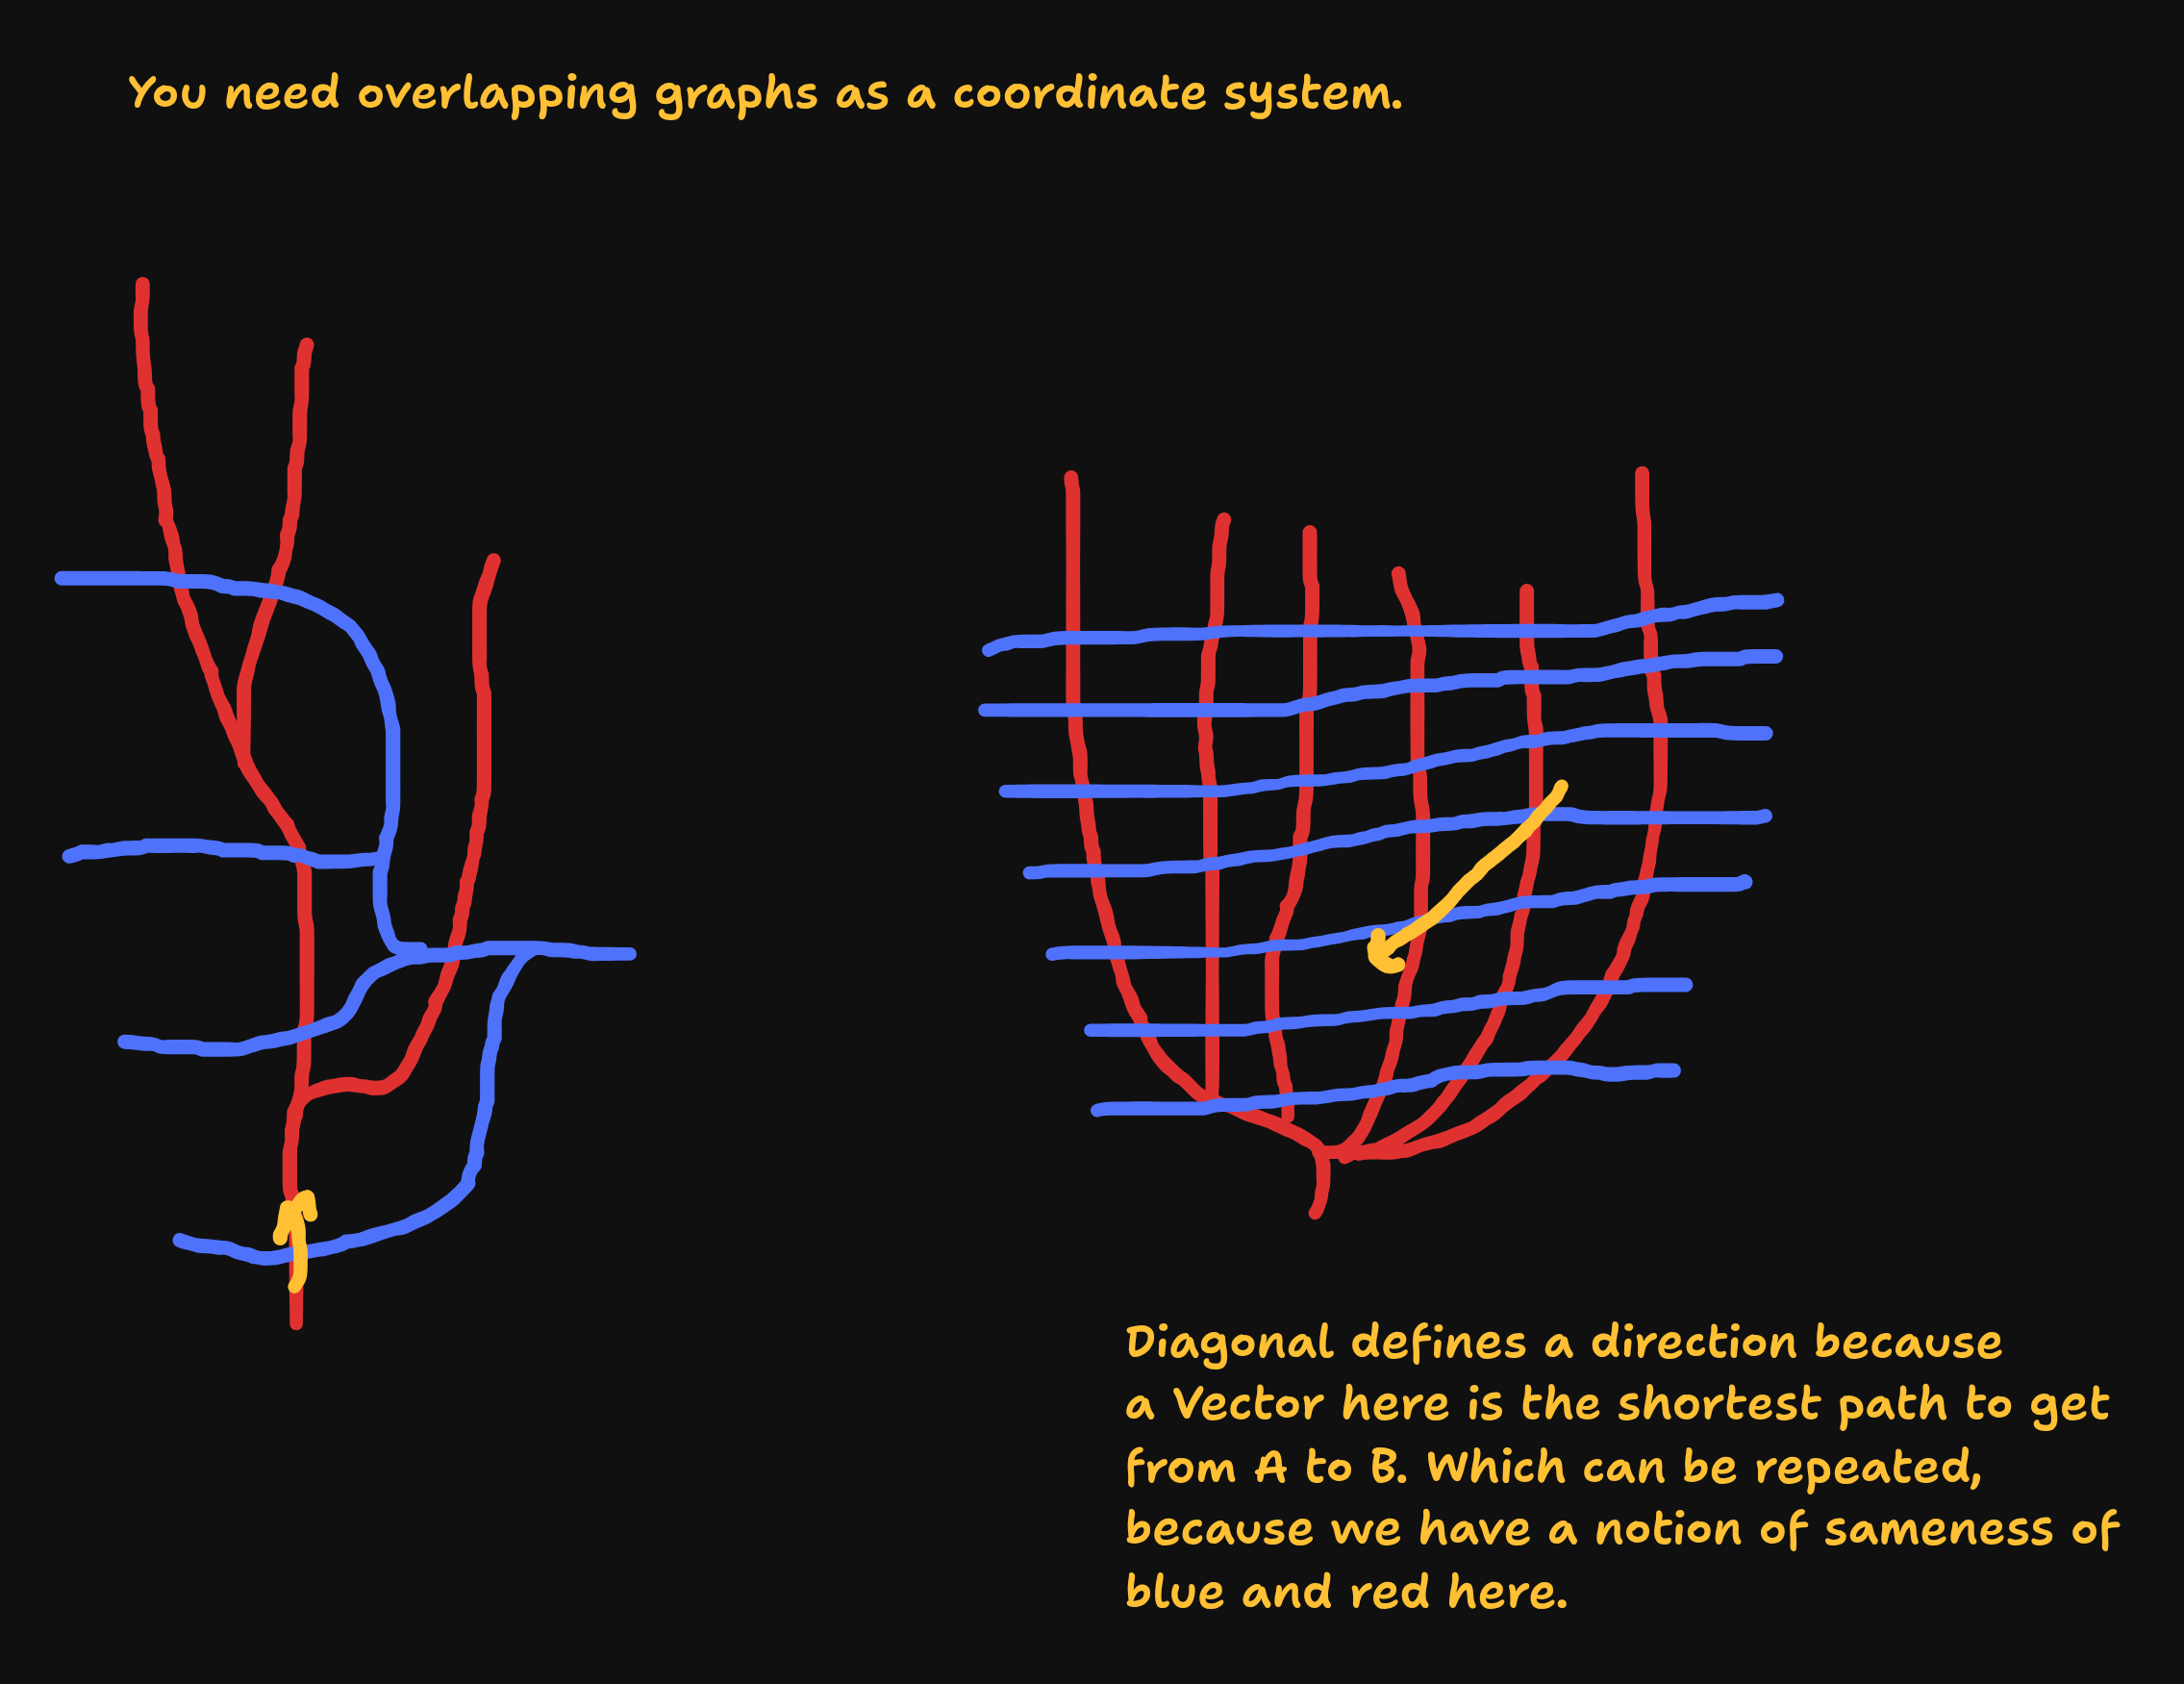 You need overlapping graphs as a coordinate system.
Diagonal defines a direction because
a Vector here is the shortest path to get
from A to B. Which can be repeated,
because we have a notion of sameness of
blue and red here.